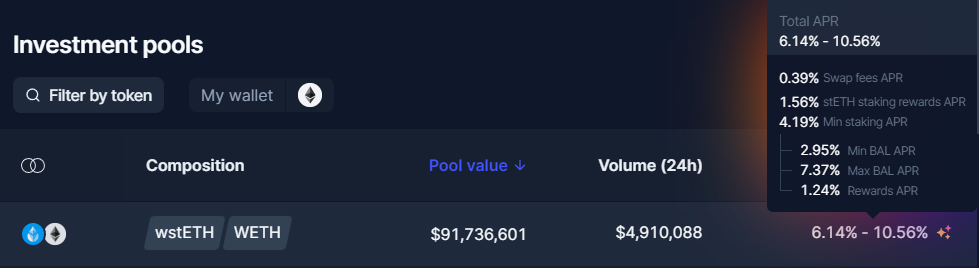 Total APR
6.14% - 10.56%
Investment pools
0.39% Swap fees APR
Filter by token
My wallet
1.56% stETH staking rewards APR
4.19% Min staking APR
2.95% Min BAL APR
7.37% Max BAL APR
1.24% Rewards APR
Composition
Pool value ↓
Volume (24h)
wstETH WETH
$91,736,601
$4,910,088
6.14% - 10.56%